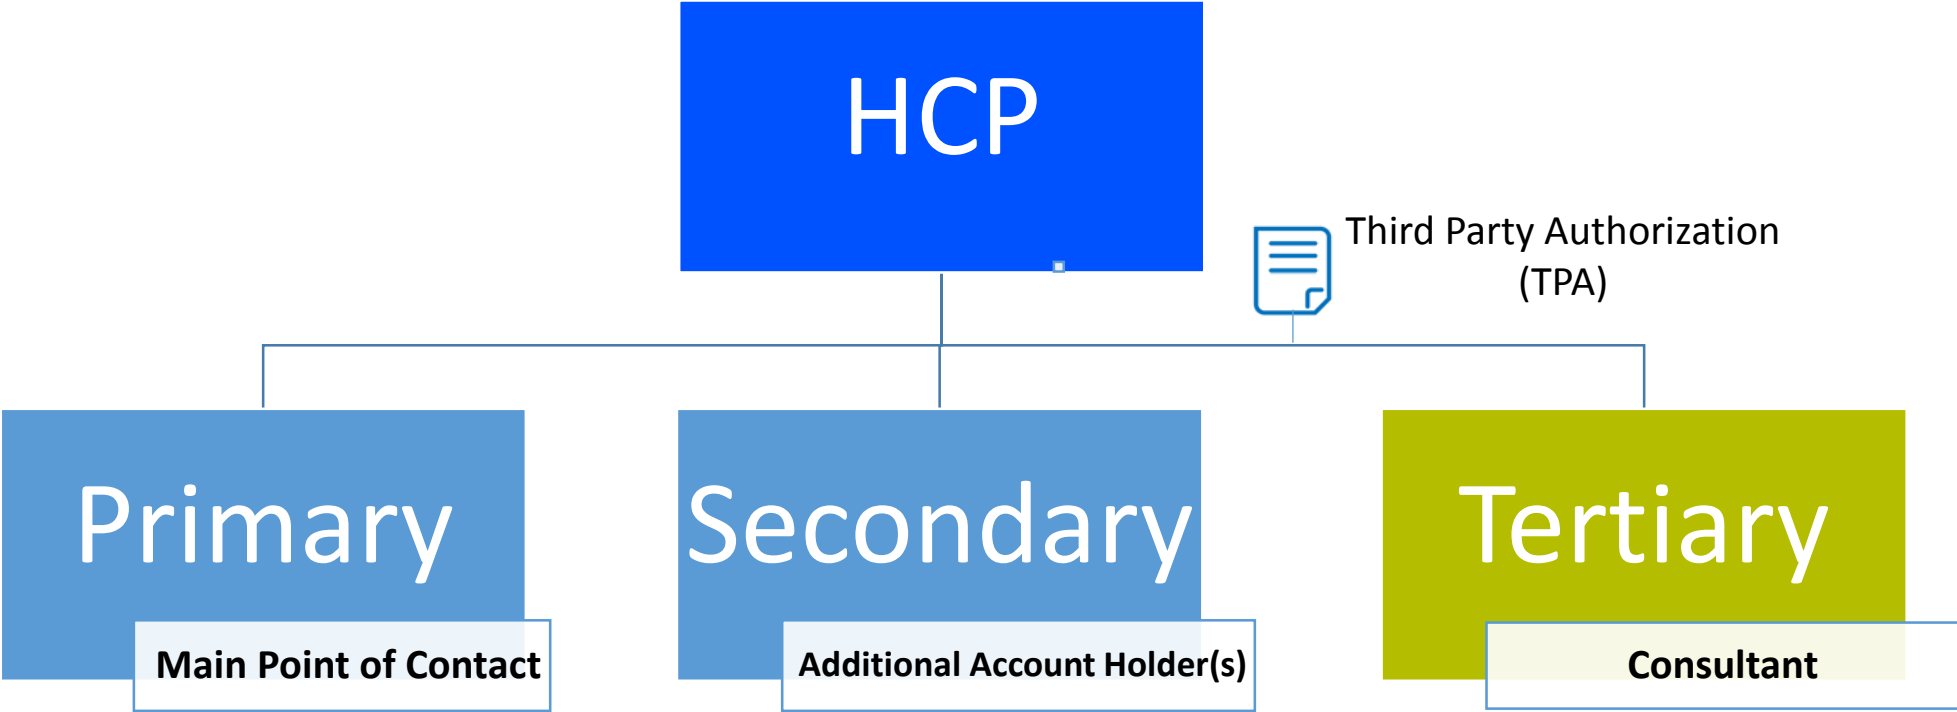 HCP
Third Party Authorization
(TPA)
Primary
Main Point of Contact
Secondary
Additional Account Holder(s)
Tertiary
Consultant